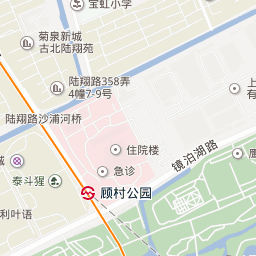 宝虹小学
菊泉新城
古北陆翔苑
陆翔路358弄
4幢7-9号
上
有
陆翔路沙浦河桥
住院楼
镜泊湖路
鹰
急诊
泰斗猩
顾村公园
利叶语